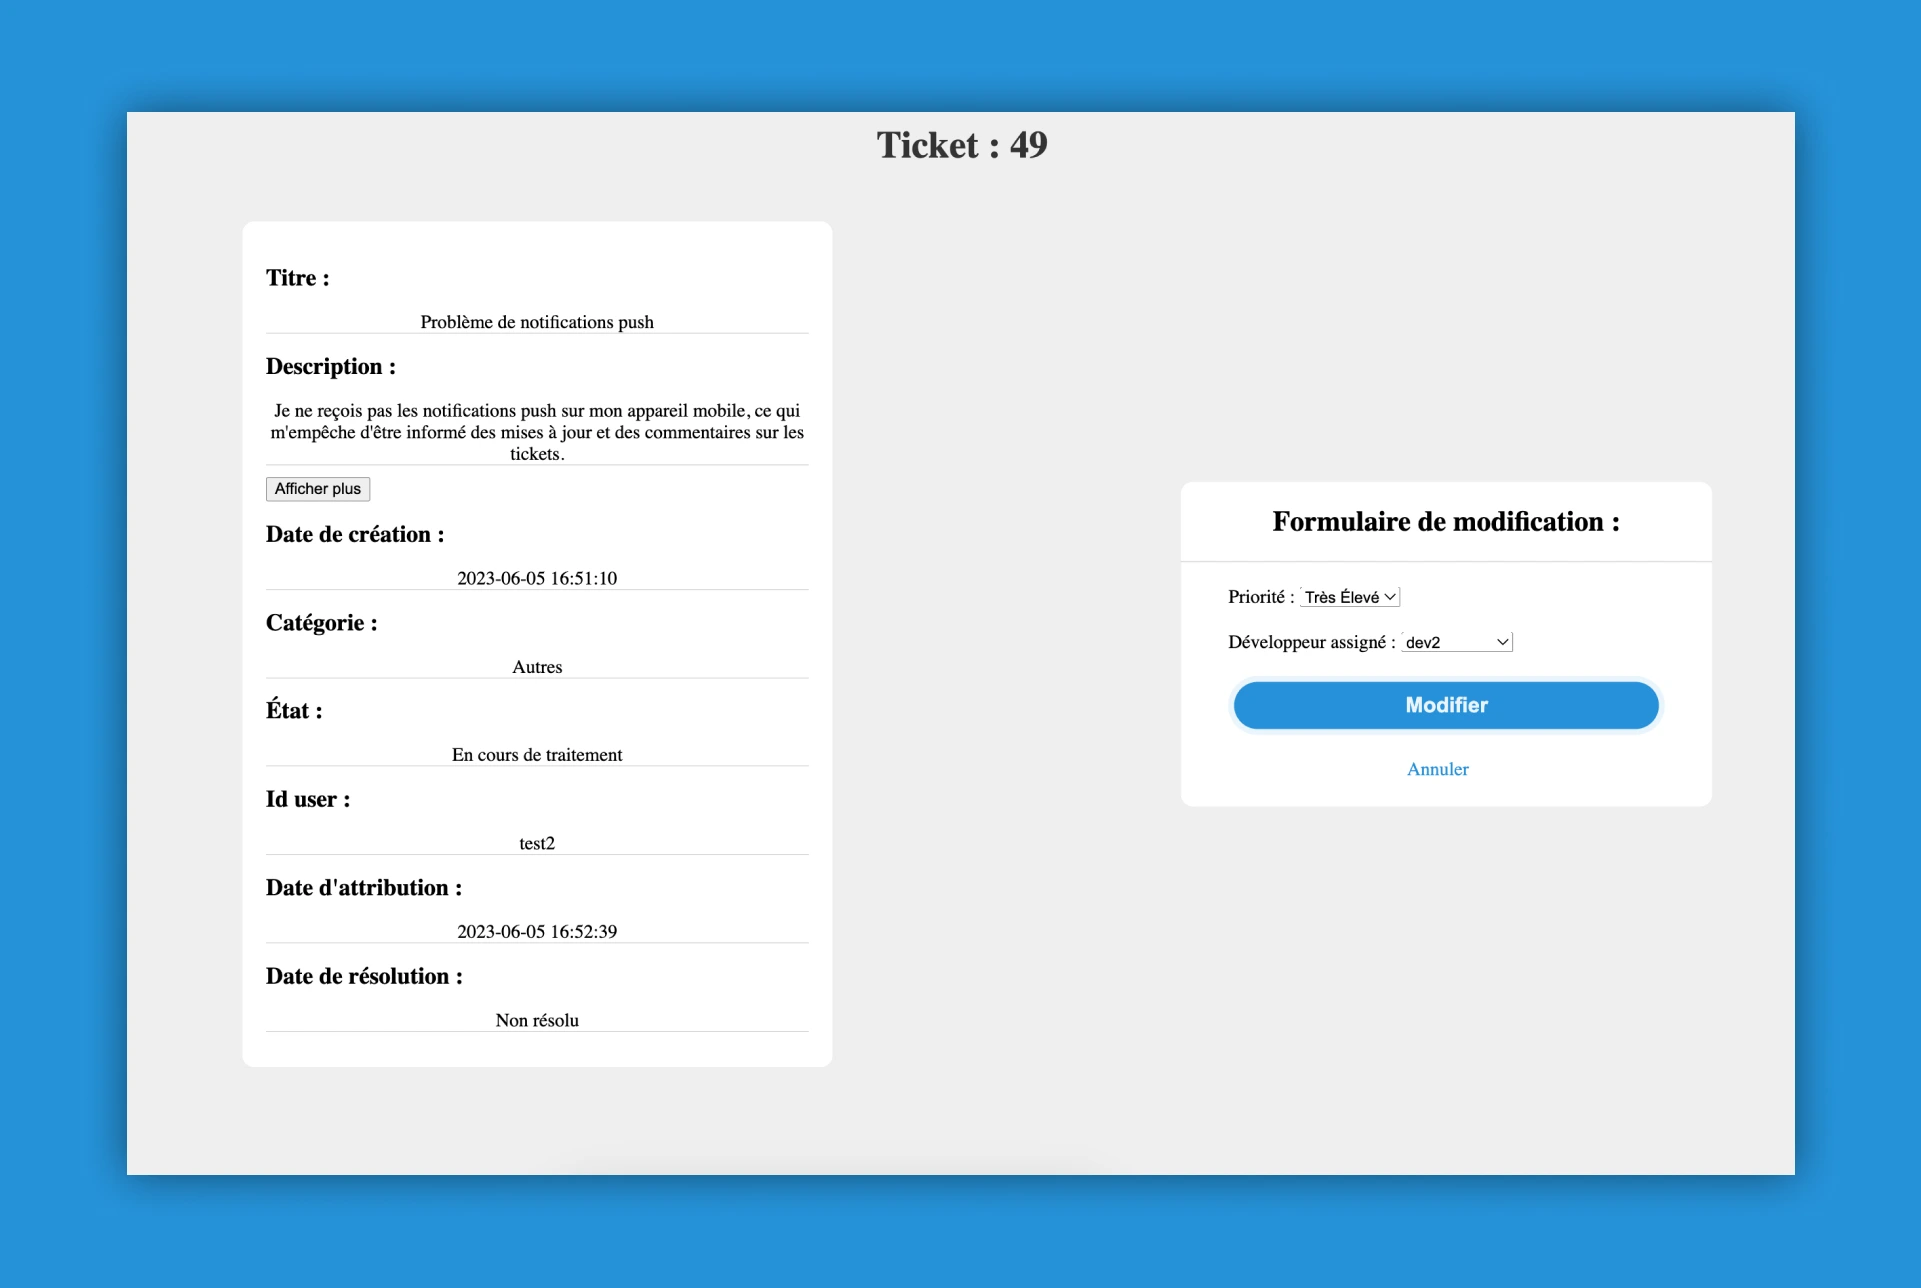 Ticket : 49
Titre :
Problème de notifications push
Description :
Je ne reçois pas les notifications push sur mon appareil mobile, ce qui
m'empêche d'être informé des mises à jour et des commentaires sur les
tickets.
Afficher plus
Date de création :
2023-06-05 16:51:10
Catégorie :
Autres
État :
En cours de traitement
Id user :
test2
Date d'attribution :
2023-06-05 16:52:39
Date de résolution :
Non résolu
Formulaire de modification :
Priorité : Très Élevé
Développeur assigné : dev2
Modifier
Annuler